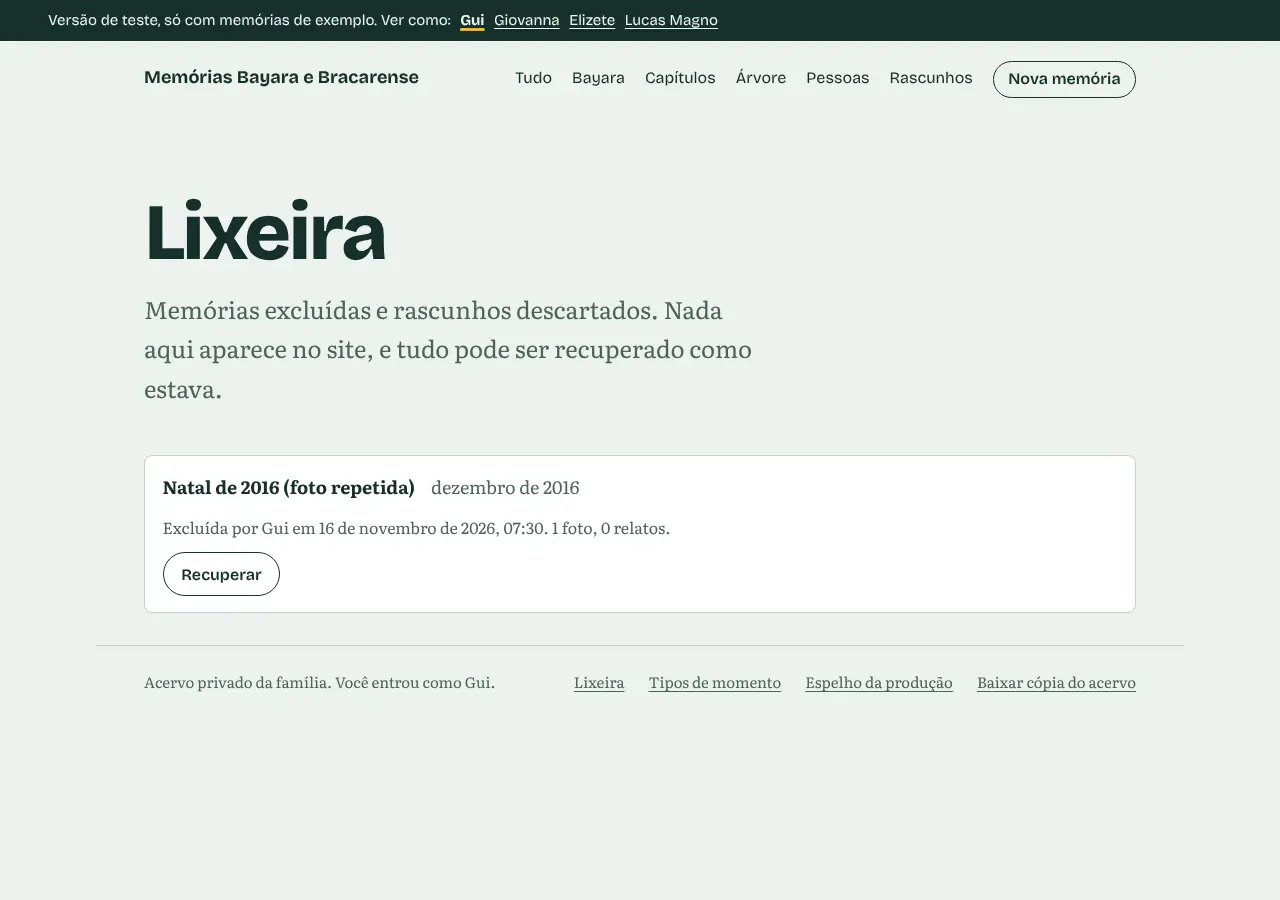 Versão de teste, só com memórias de exemplo. Ver como: Gui Giovanna Elizete Lucas Magno
Memórias Bayara e Bracarense
Tudo Bayara Capítulos Árvore Pessoas Rascunhos Nova memória
Lixeira
Memórias excluídas e rascunhos descartados. Nada
aqui aparece no site, e tudo pode ser recuperado como
estava.
Natal de 2016 (foto repetida) dezembro de 2016
Excluída por Gui em 16 de novembro de 2026, 07:30. 1 foto, 0 relatos.
Recuperar
Acervo privado da família. Você entrou como Gui.
Lixeira Tipos de momento Espelho da produção Baixar cópia do acervo